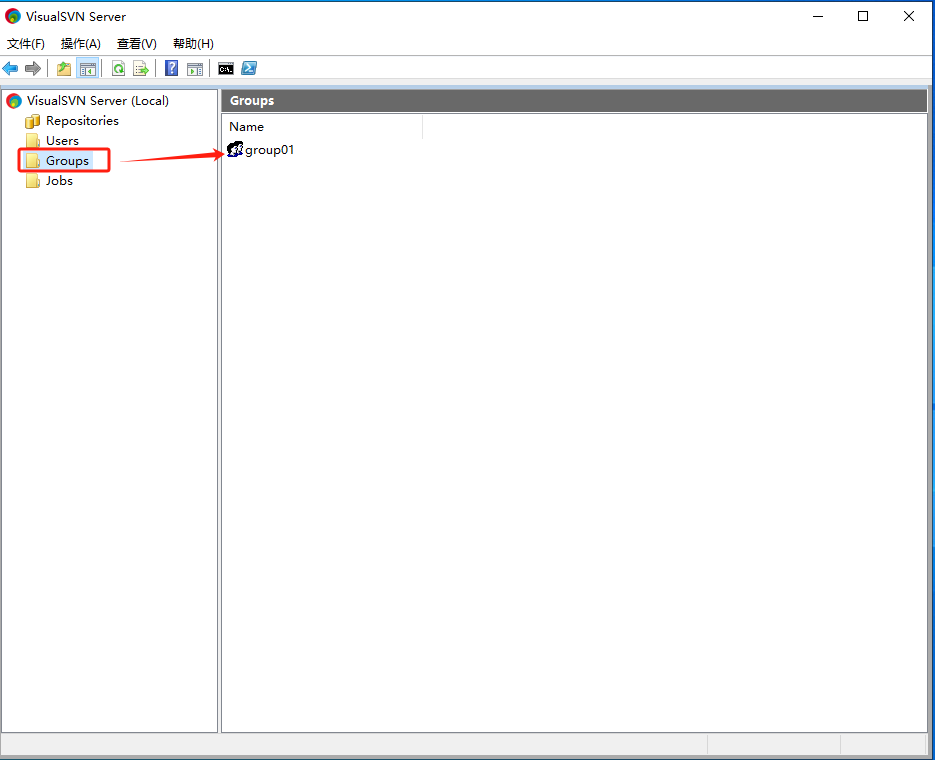 VisualSVN Server
文件(F) 操作(A) 查看(V) 帮助(H)
C:\.
VisualSVN Server (Local)
Repositories
Users
Groups
Jobs
Groups
Name
group01